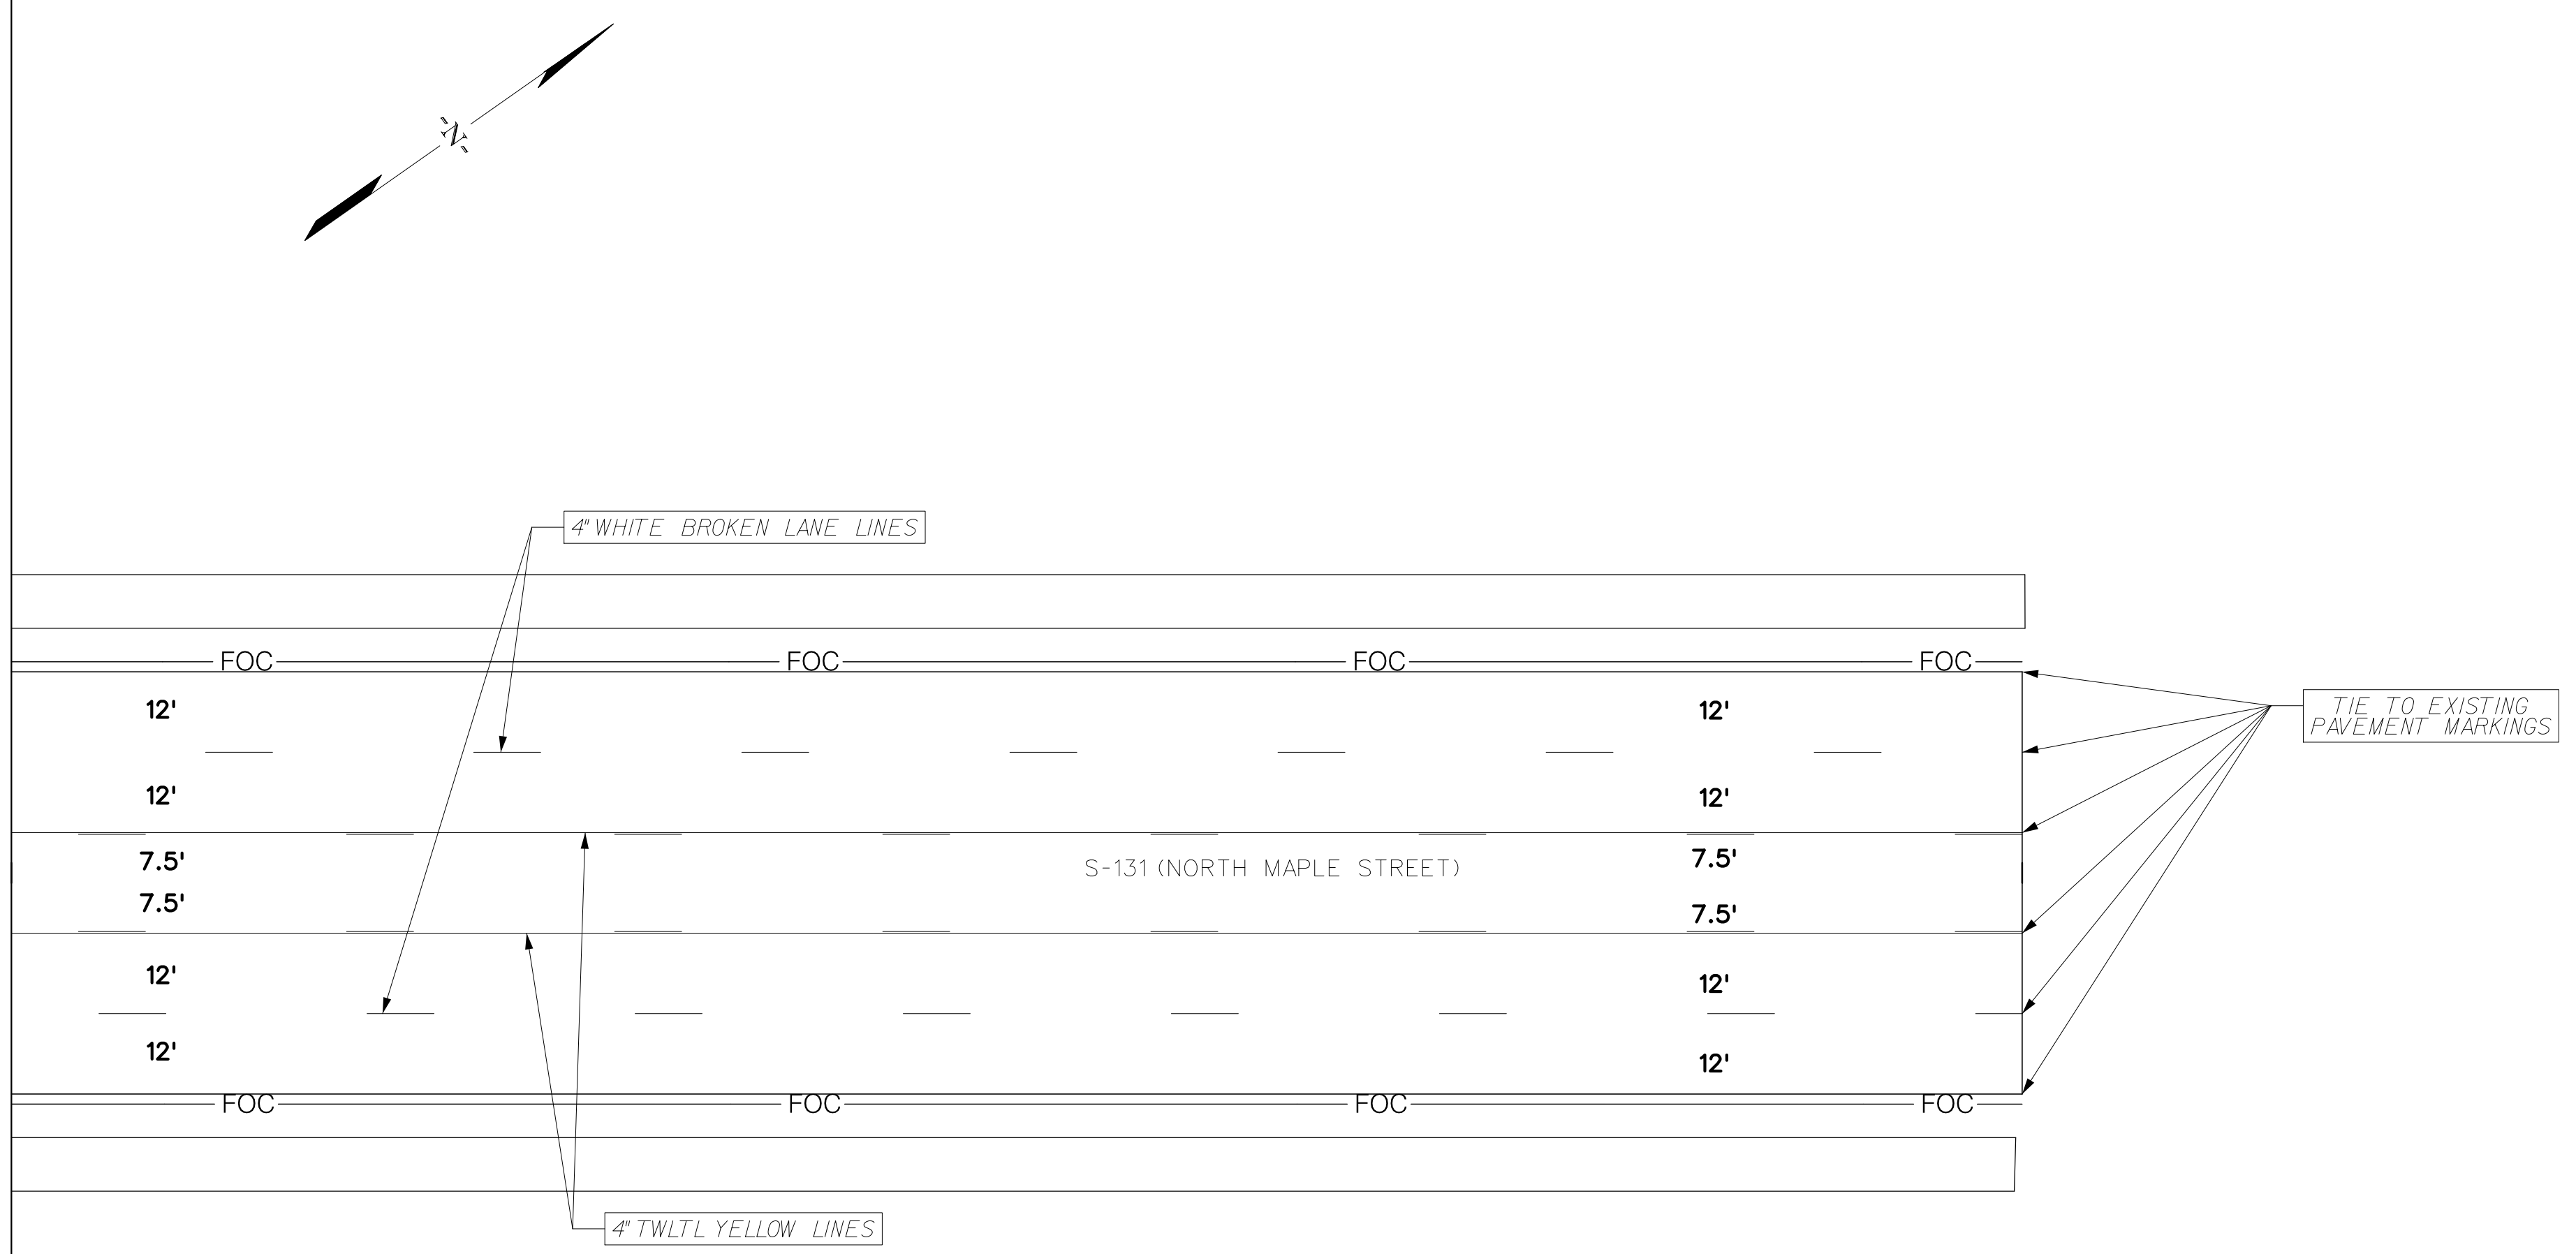 -N-
4" WHITE BROKEN LANE LINES
FOC FOC FOC FOC
12' 12'
TIE TO EXISTING
PAVEMENT MARKINGS
12' 12'
7.5' S-131 (NORTH MAPLE STREET) 7.5'
7.5' 7.5'
12' 12'
12' 12'
FOC FOC FOC FOC
4" TWLTL YELLOW LINES